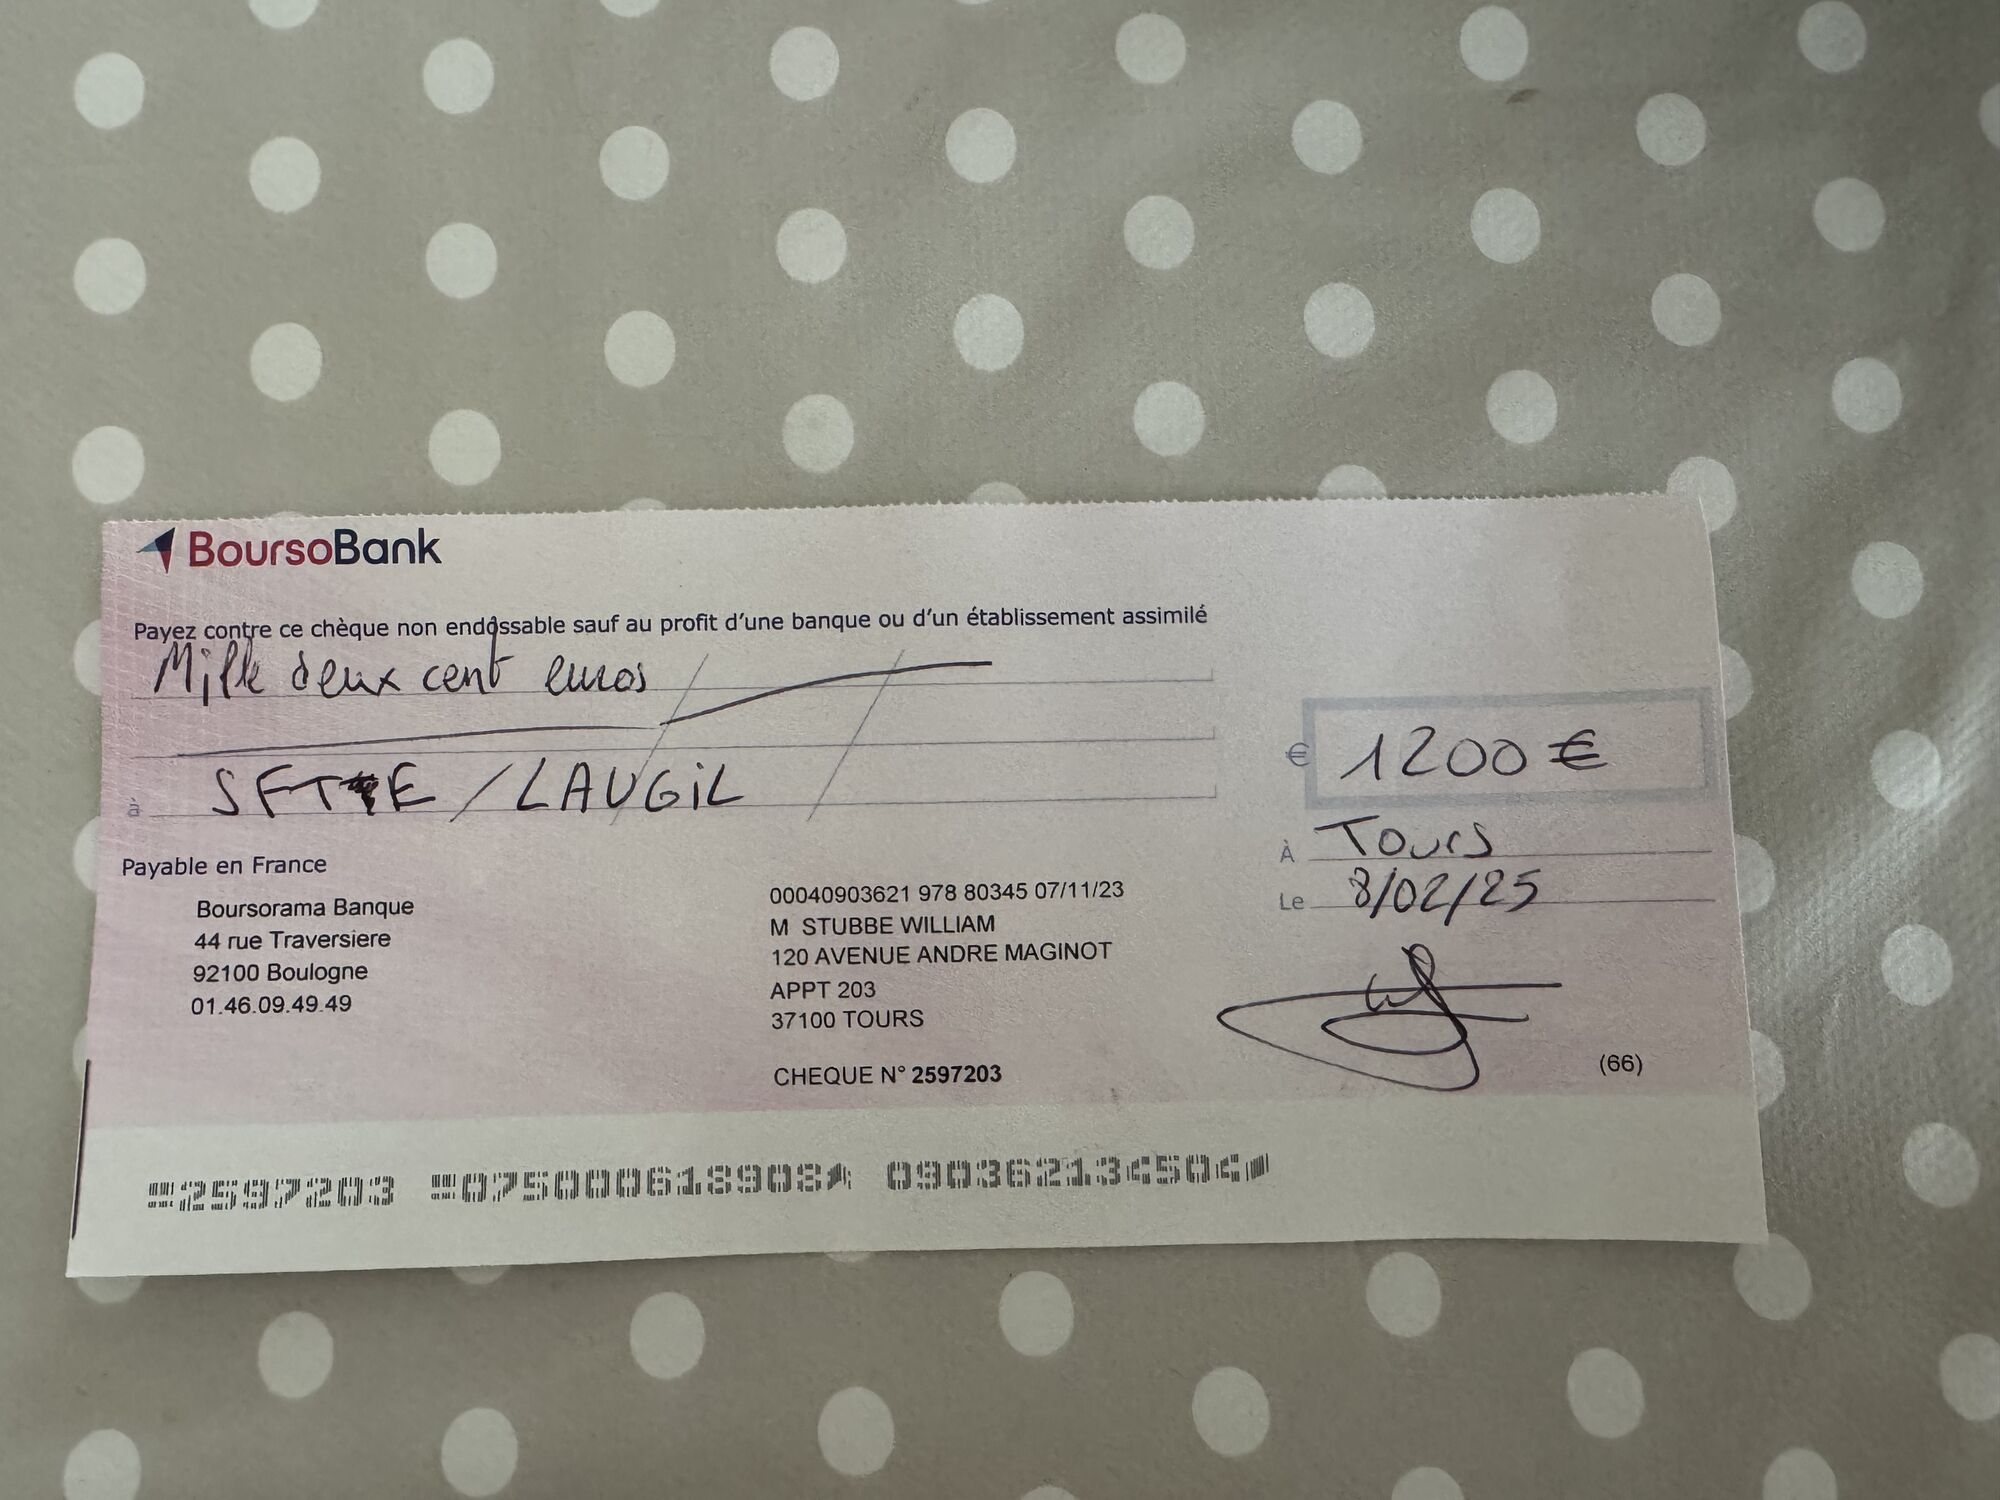 BoursoBank
Payez contre ce chèque non endossable sauf au profit d'une banque ou d'un établissement assimilé
Mille deux cent euros
€ 1200 €
à SFTE / LAUGIL
À Tours
Le 8/02/25
Payable en France
Boursorama Banque
44 rue Traversiere
92100 Boulogne
01.46.09.49.49
00040903621 978 80345 07/11/23
M STUBBE WILLIAM
120 AVENUE ANDRE MAGINOT
APPT 203
37100 TOURS
CHEQUE N° 2597203
(66)
2597203 075000618908 090362134504